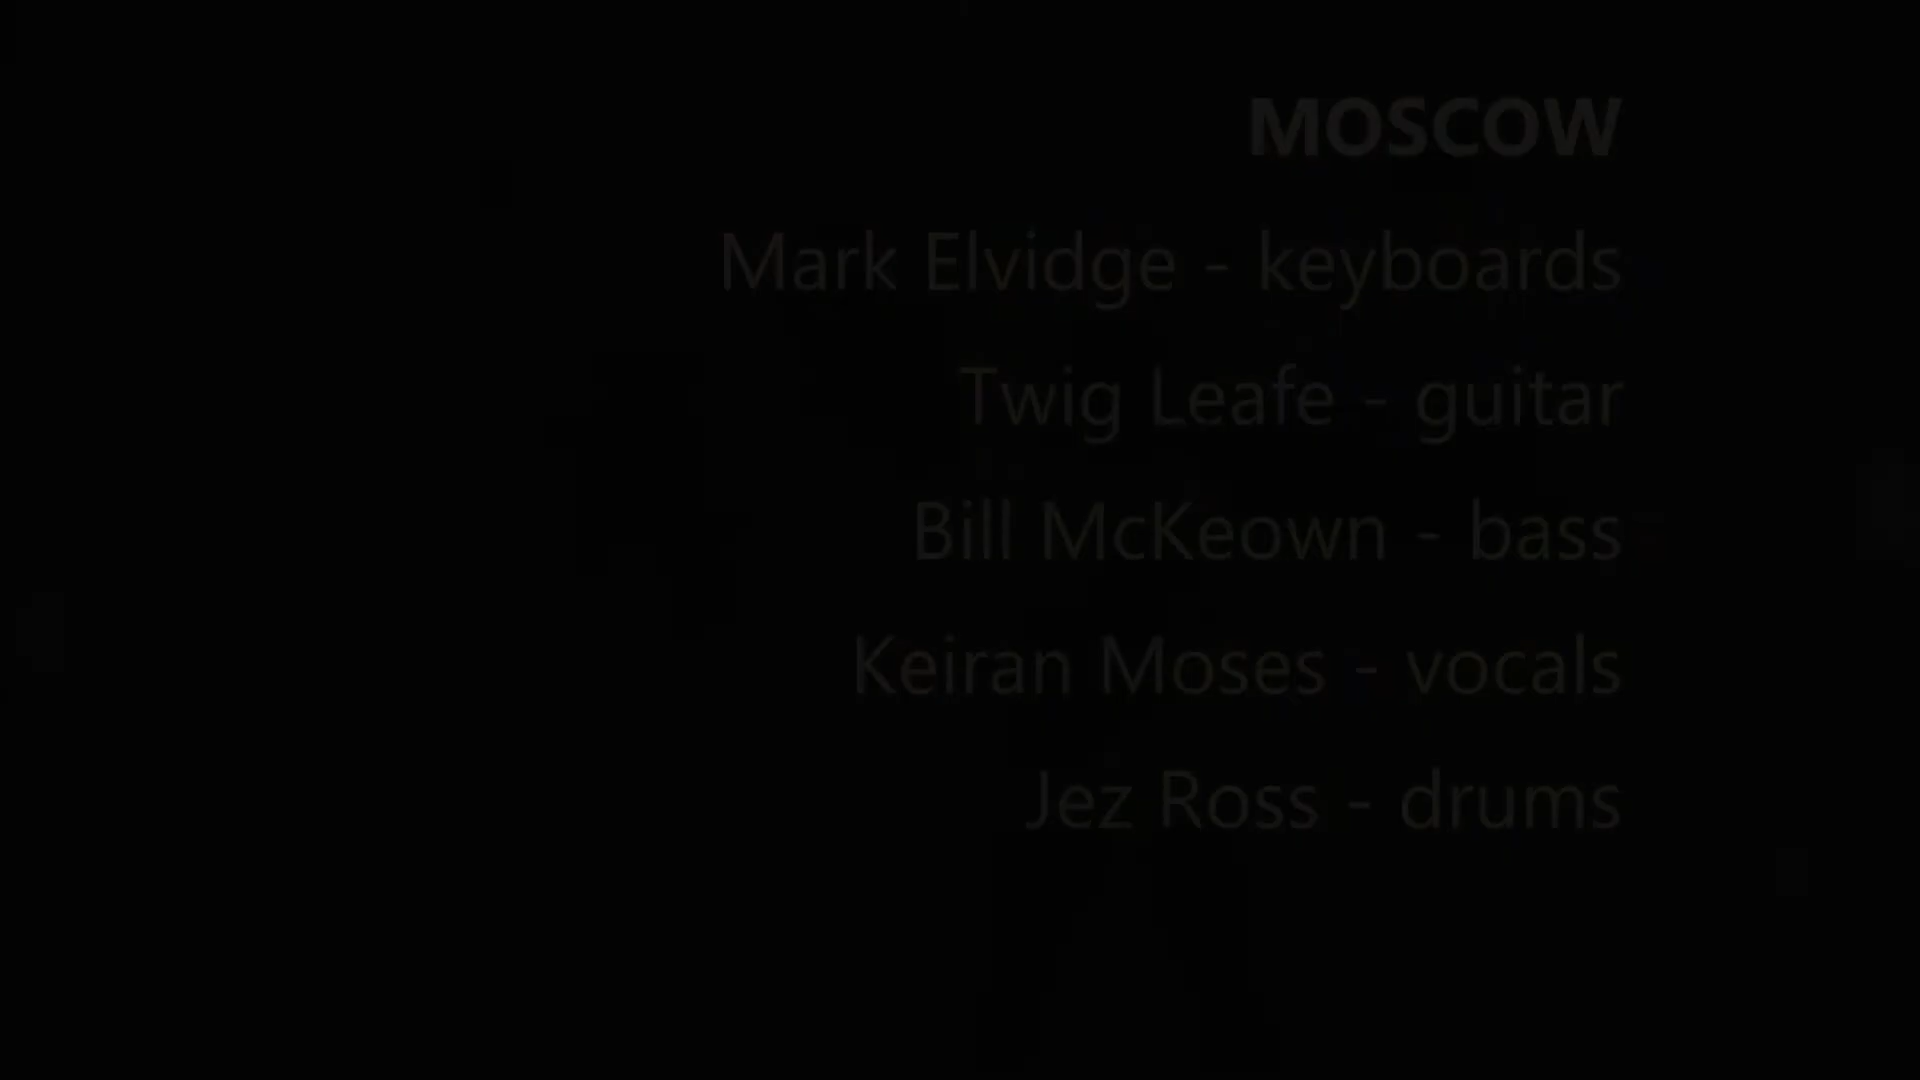 MOSCOW
Mark Elvidge - keyboards
Twig Leafe - guitar
Bill McKeown - bass
Keiran Moses - vocals
Jez Ross - drums